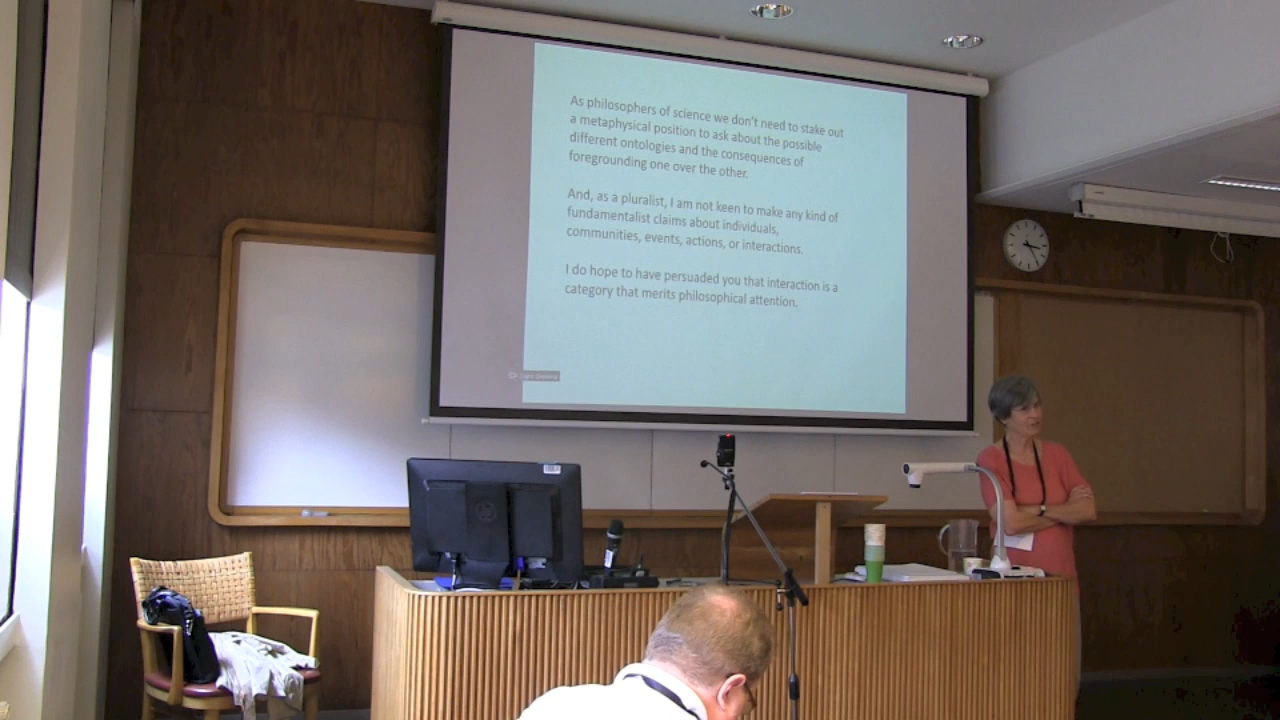 As philosophers of science we don't need to stake out
a metaphysical position to ask about the possible
different ontologies and the consequences of
foregrounding one over the other.
And, as a pluralist, I am not keen to make any kind of
fundamentalist claims about individuals,
communities, events, actions, or interactions.
I do hope to have persuaded you that interaction is a
category that merits philosophical attention.